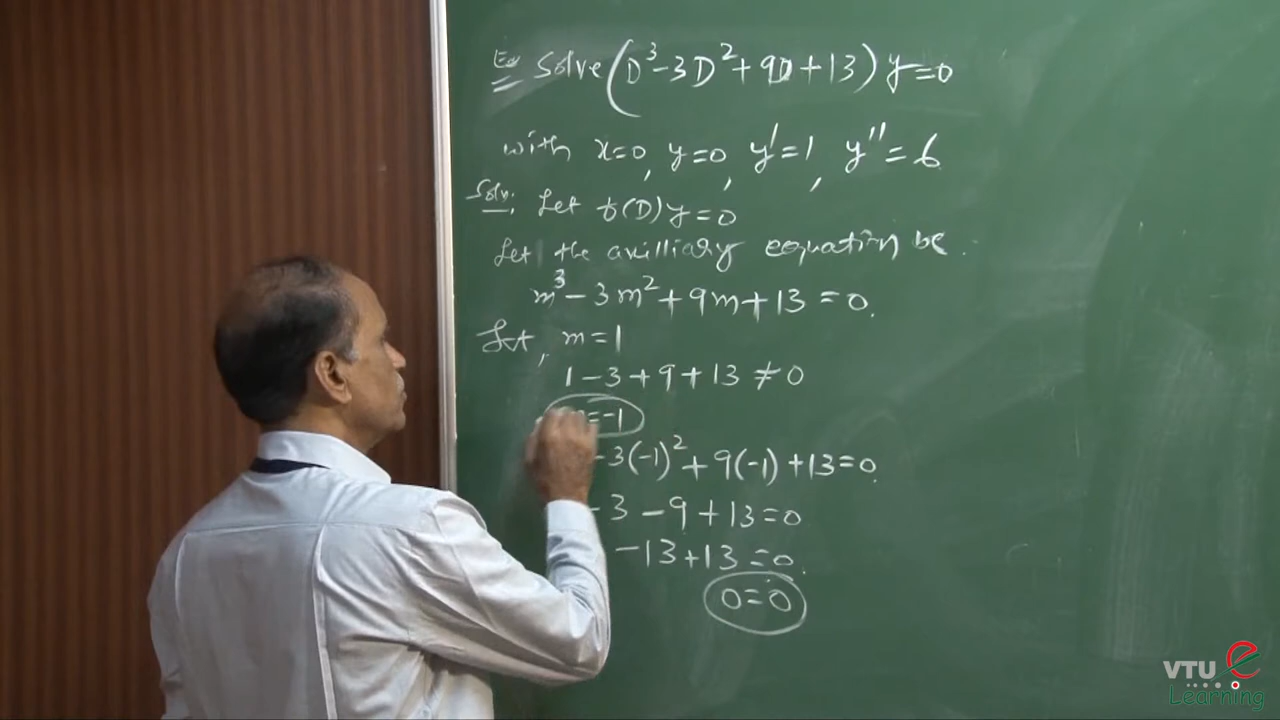 Ex Solve (D³-3D²+9D+13)y=0
with x=0, y=0, y'=1, y''=6
Soln: Let f(D)y=0
Let the axilliary equation be
m³-3m²+9m+13=0.
Let, m=1
1-3+9+13≠0
=-1
-3(-1)²+9(-1)+13=0.
-3-9+13=0
-13+13=0.
0=0
VTU e
Learning